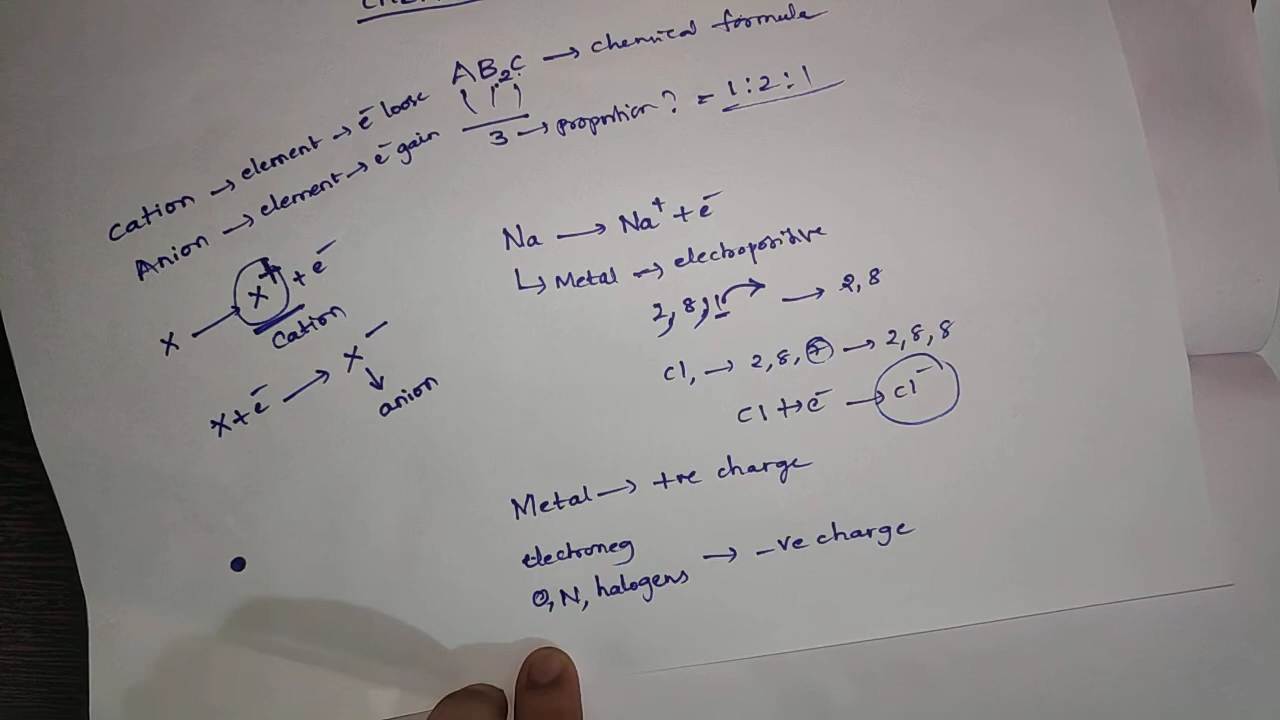 AB₂C → chemical formula
3 → proportion? = 1:2:1
Cation → element → e⁻ loose
Anion → element → e⁻ gain
X → X⁺ + e⁻
Cation
X + e⁻ → X⁻
anion
Na → Na⁺ + e⁻
↳ Metal → electropositive
2,8,1 → 2,8
Cl, → 2,8,7 → 2,8,8
Cl + e⁻ → Cl⁻
Metal → +ve charge
electroneg
O, N, halogens → -ve charge